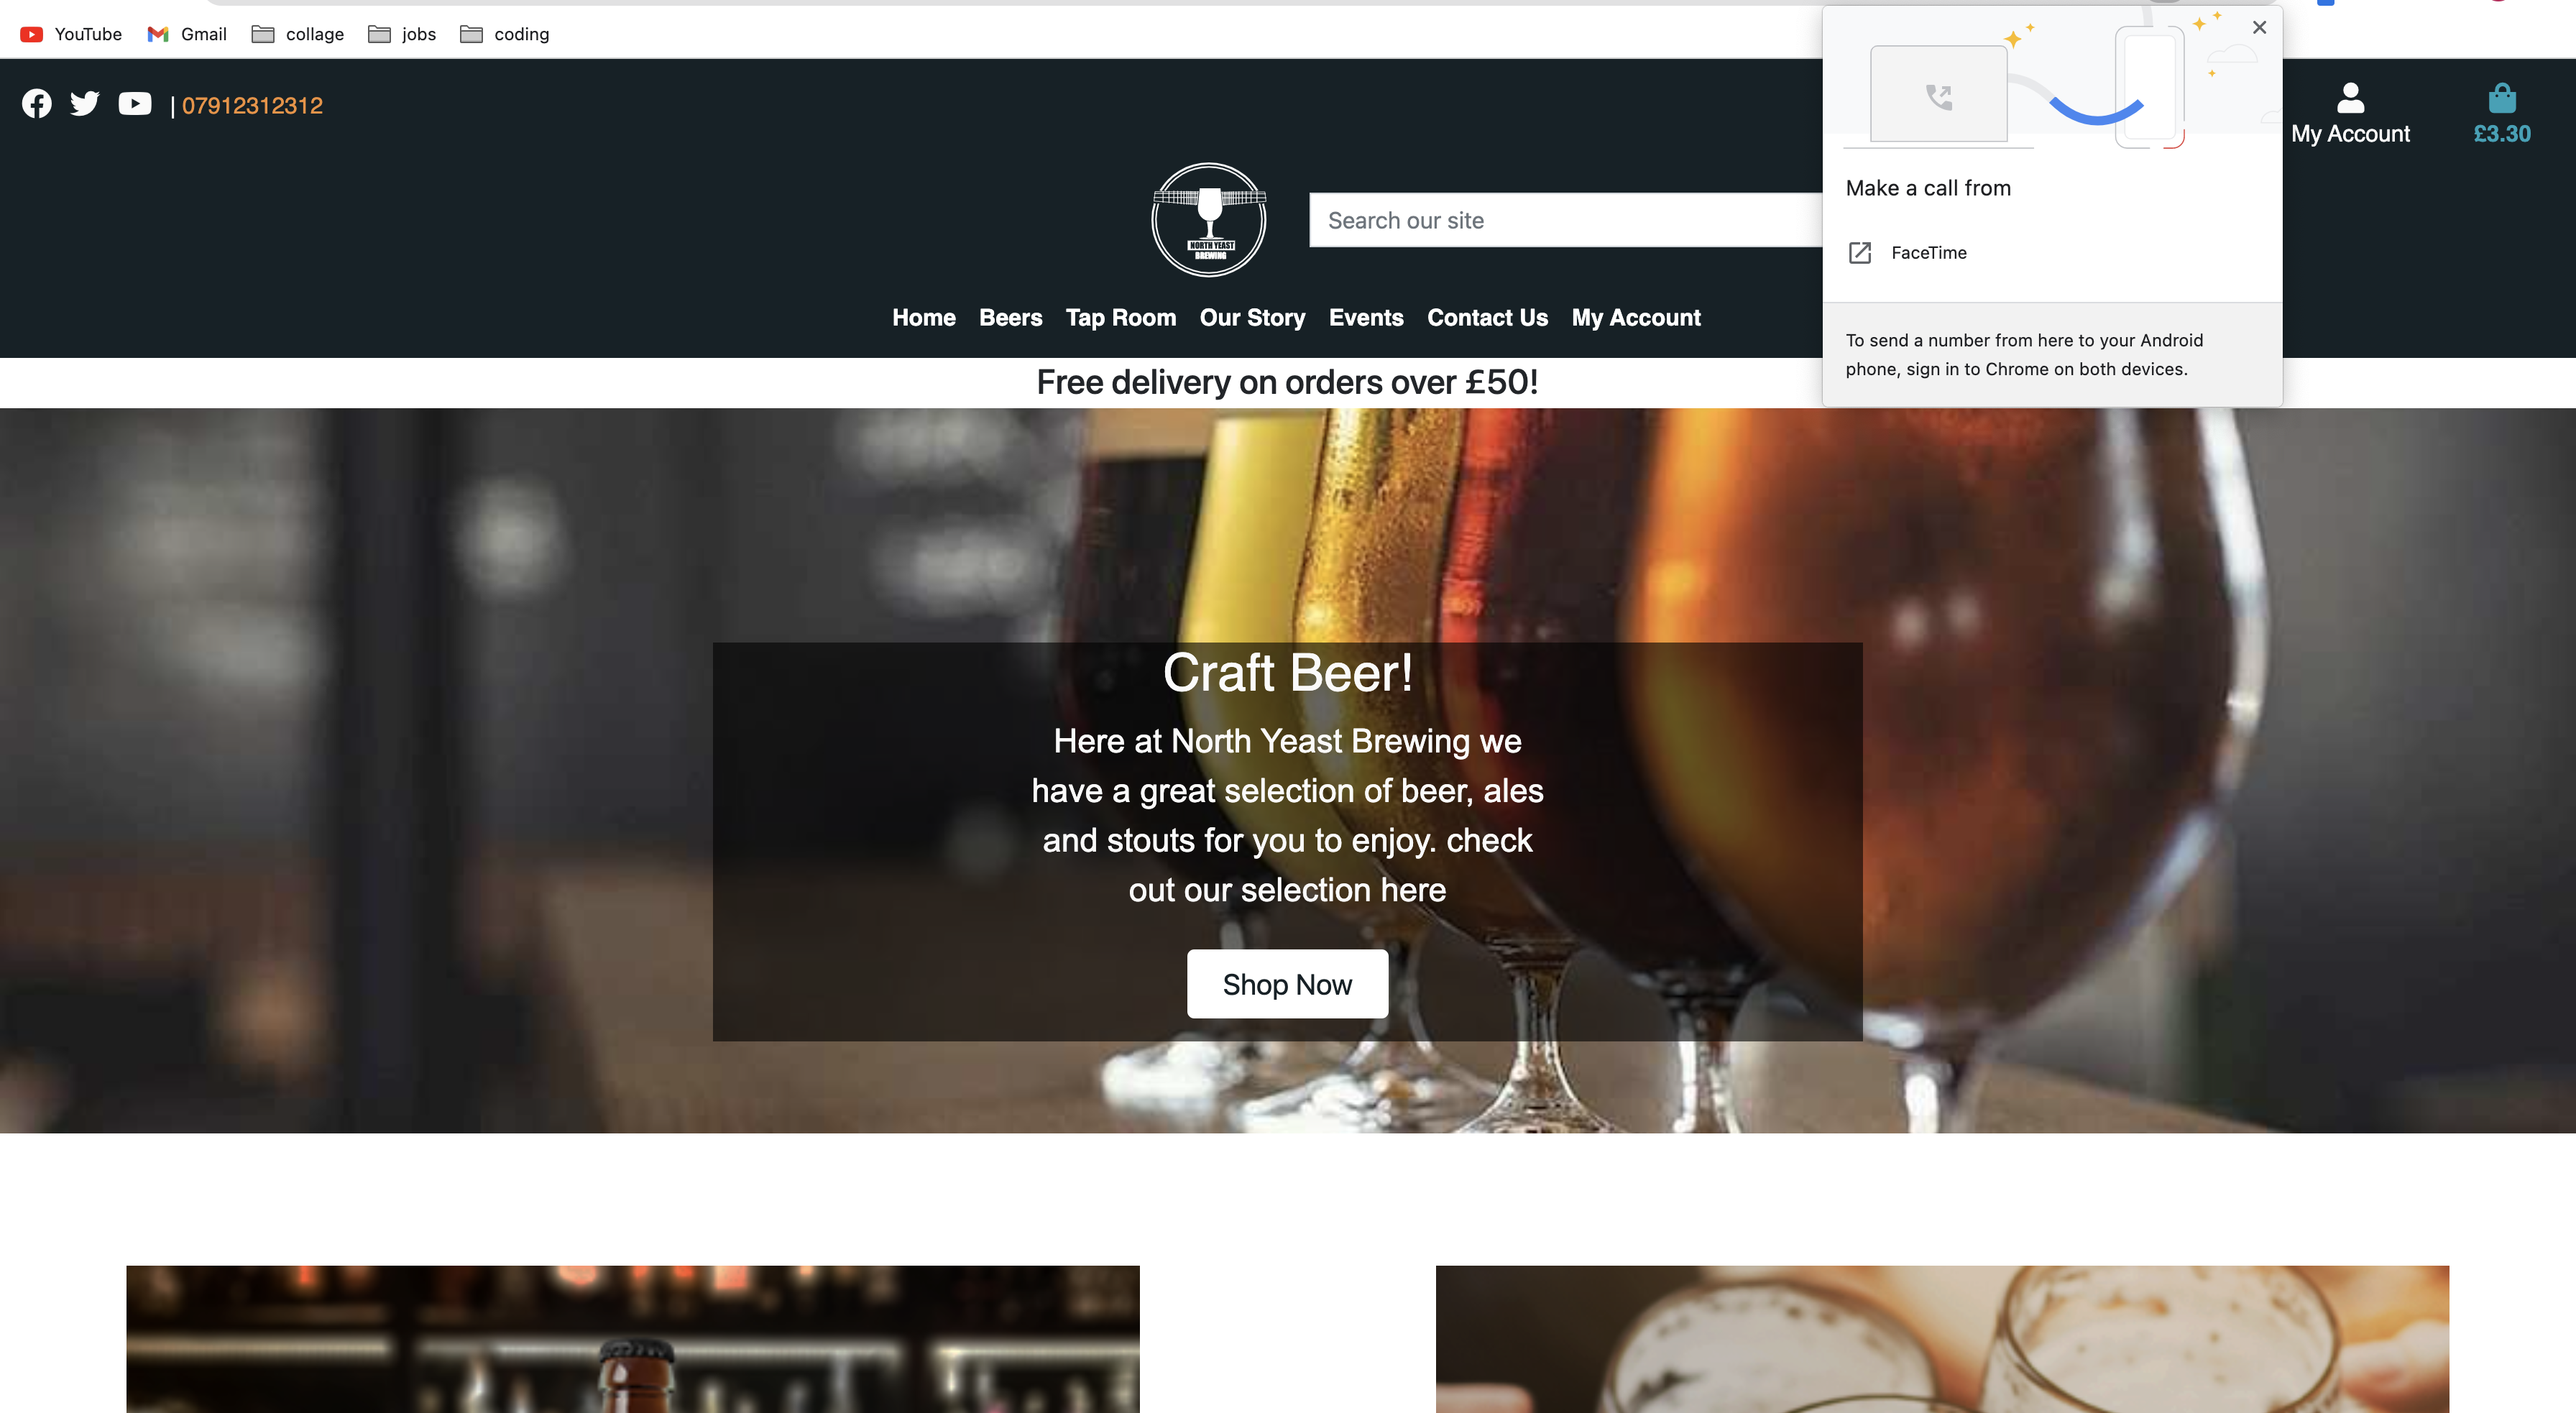 YouTube Gmail collage jobs coding
| 07912312312
My Account £3.30
NORTH YEAST
BREWING
Search our site
Home Beers Tap Room Our Story Events Contact Us My Account
Make a call from
FaceTime
To send a number from here to your Android
phone, sign in to Chrome on both devices.
Free delivery on orders over £50!
Craft Beer!
Here at North Yeast Brewing we
have a great selection of beer, ales
and stouts for you to enjoy. check
out our selection here
Shop Now